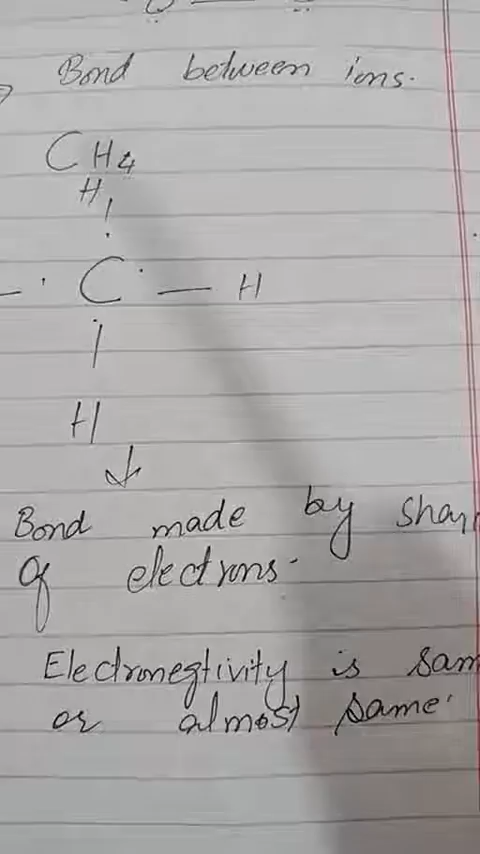 Bond between ions.
CH4
H
C — H
H
Bond made by
of electrons.
Electronegtivity is
or almost same.